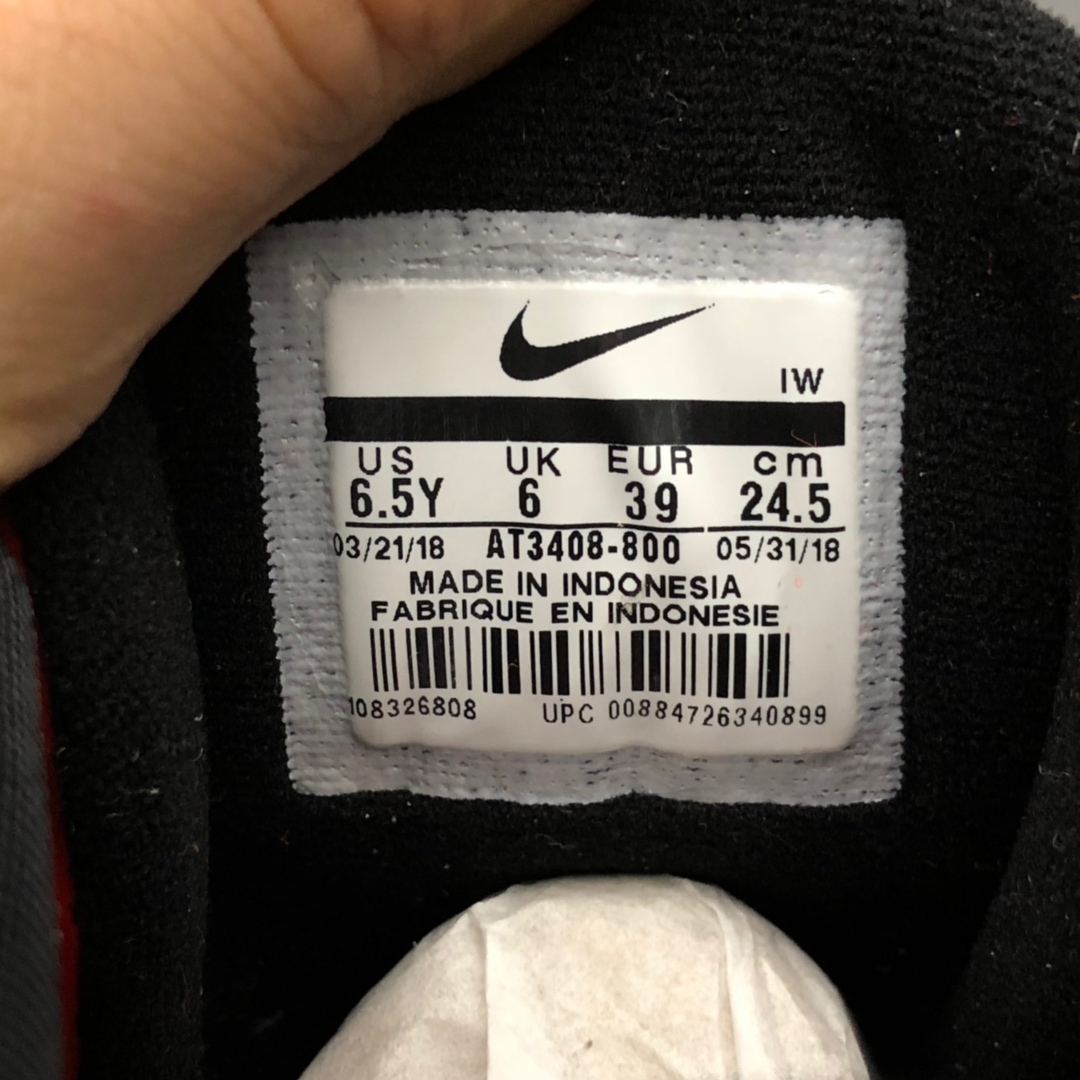 IW
US UK EUR cm
6.5Y 6 39 24.5
03/21/18 AT3408-800 05/31/18
MADE IN INDONESIA
FABRIQUE EN INDONESIE
108326808 UPC 00884726340899